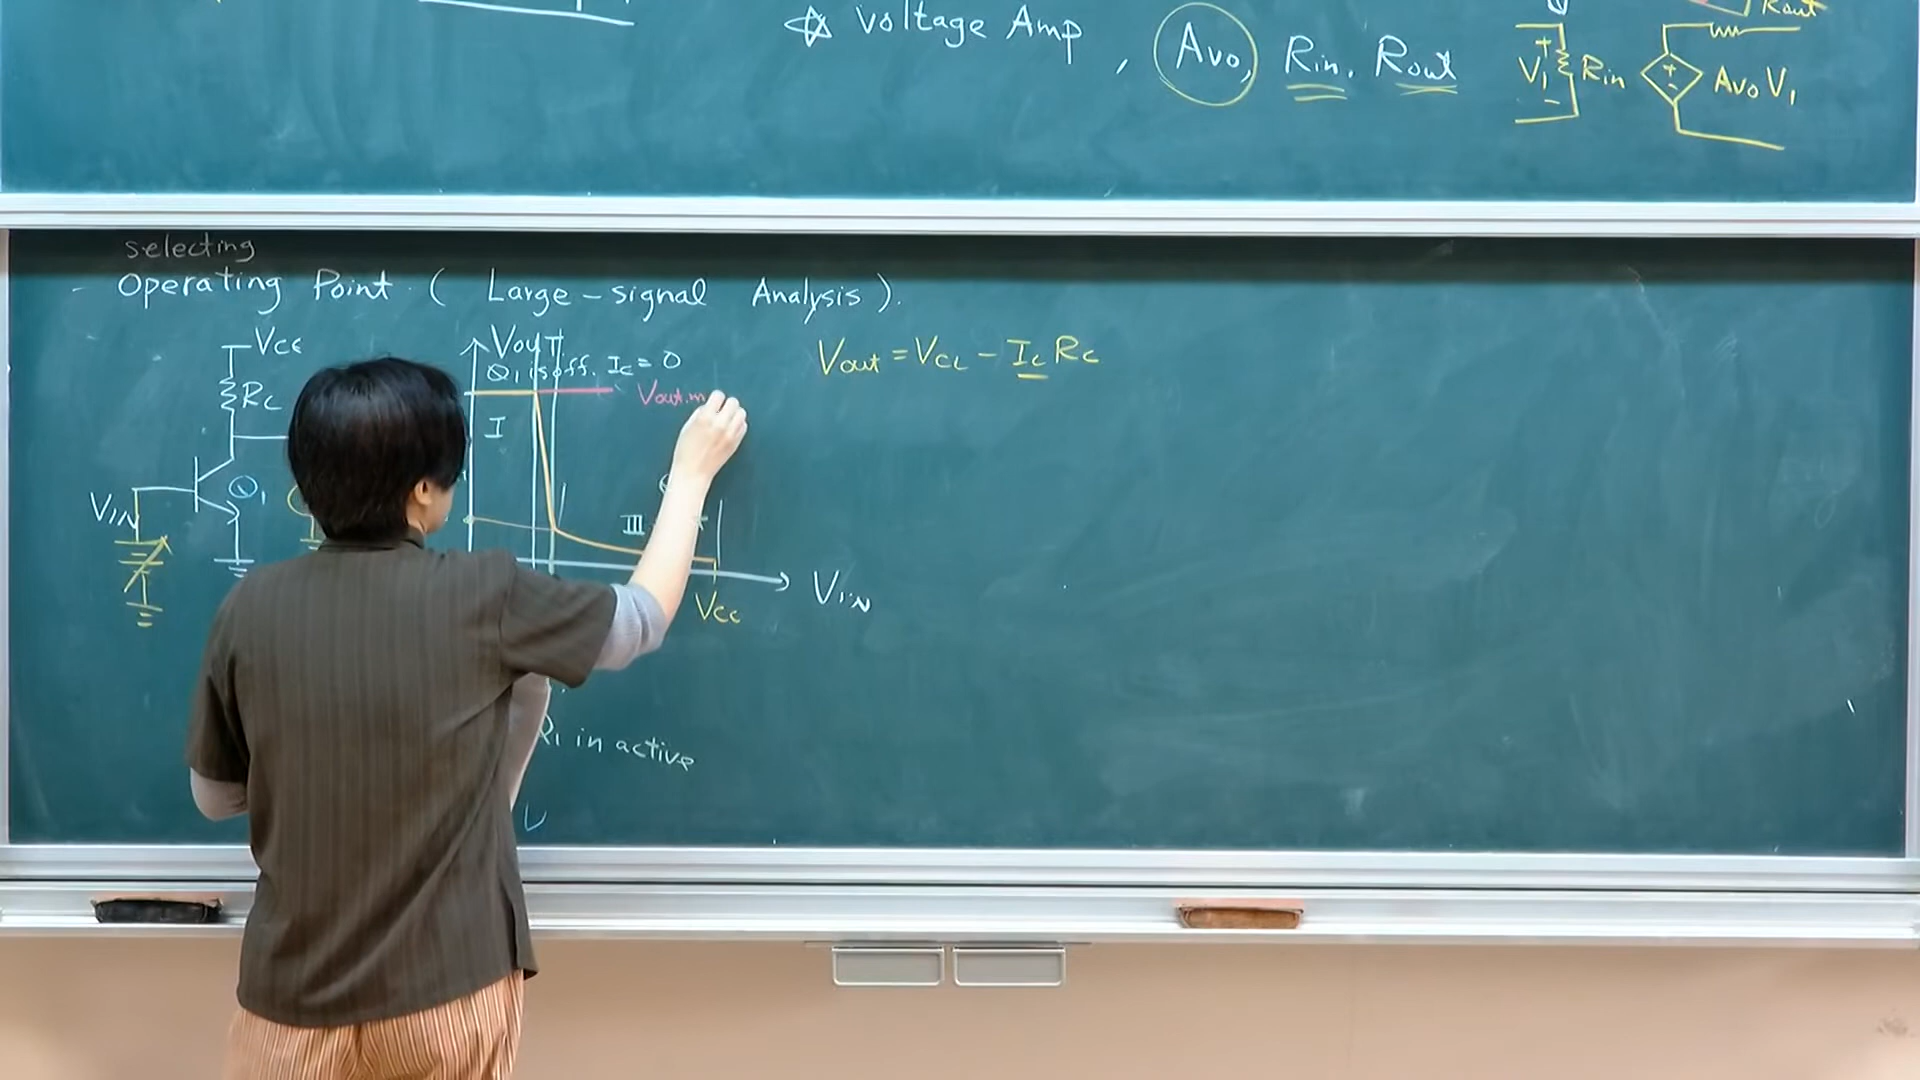 ☆ Voltage Amp, Avo, Rin, Rout
Rout
+
V1
-
Rin
+
-
Avo V1
selecting
- Operating Point (Large-signal Analysis).
Vcc
Rc
Q1
VIN
VOUT
Q1 is off. Ic = 0
Vout.m
I
III
Vcc
VIN
Vout = Vcc - Ic Rc
Q1 in active